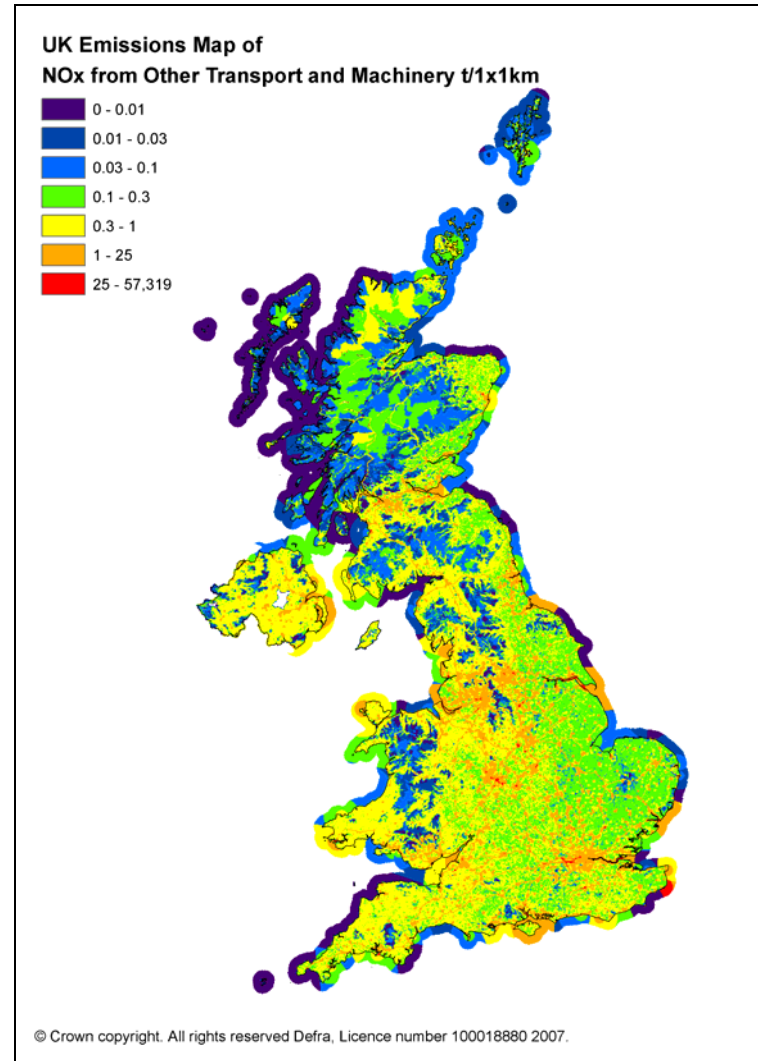 UK Emissions Map of
NOx from Other Transport and Machinery t/1x1km
0 - 0.01
0.01 - 0.03
0.03 - 0.1
0.1 - 0.3
0.3 - 1
1 - 25
25 - 57,319
© Crown copyright. All rights reserved Defra, Licence number 100018880 2007.